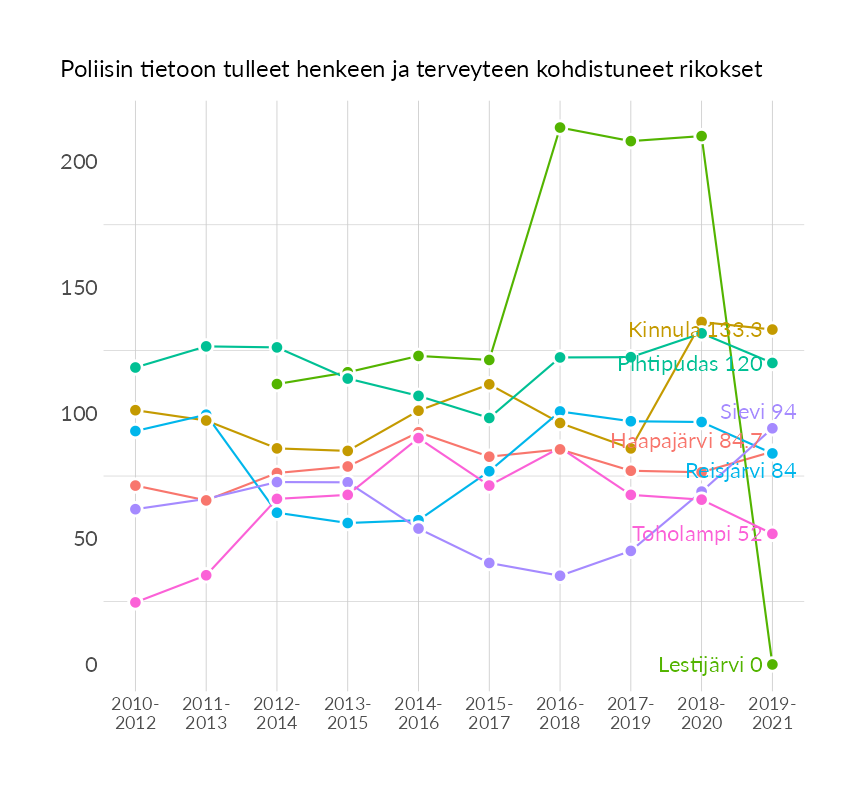 Poliisin tietoon tulleet henkeen ja terveyteen kohdistuneet rikokset
200
150
100
50
0
Kinnula 133.3
Pihtipudas 120
Sievi 94
Haapajärvi 84.7
Reisjärvi 84
Toholampi 52
Lestijärvi 0
2010- 2011- 2012- 2013- 2014- 2015- 2016- 2017- 2018- 2019-
2012 2013 2014 2015 2016 2017 2018 2019 2020 2021